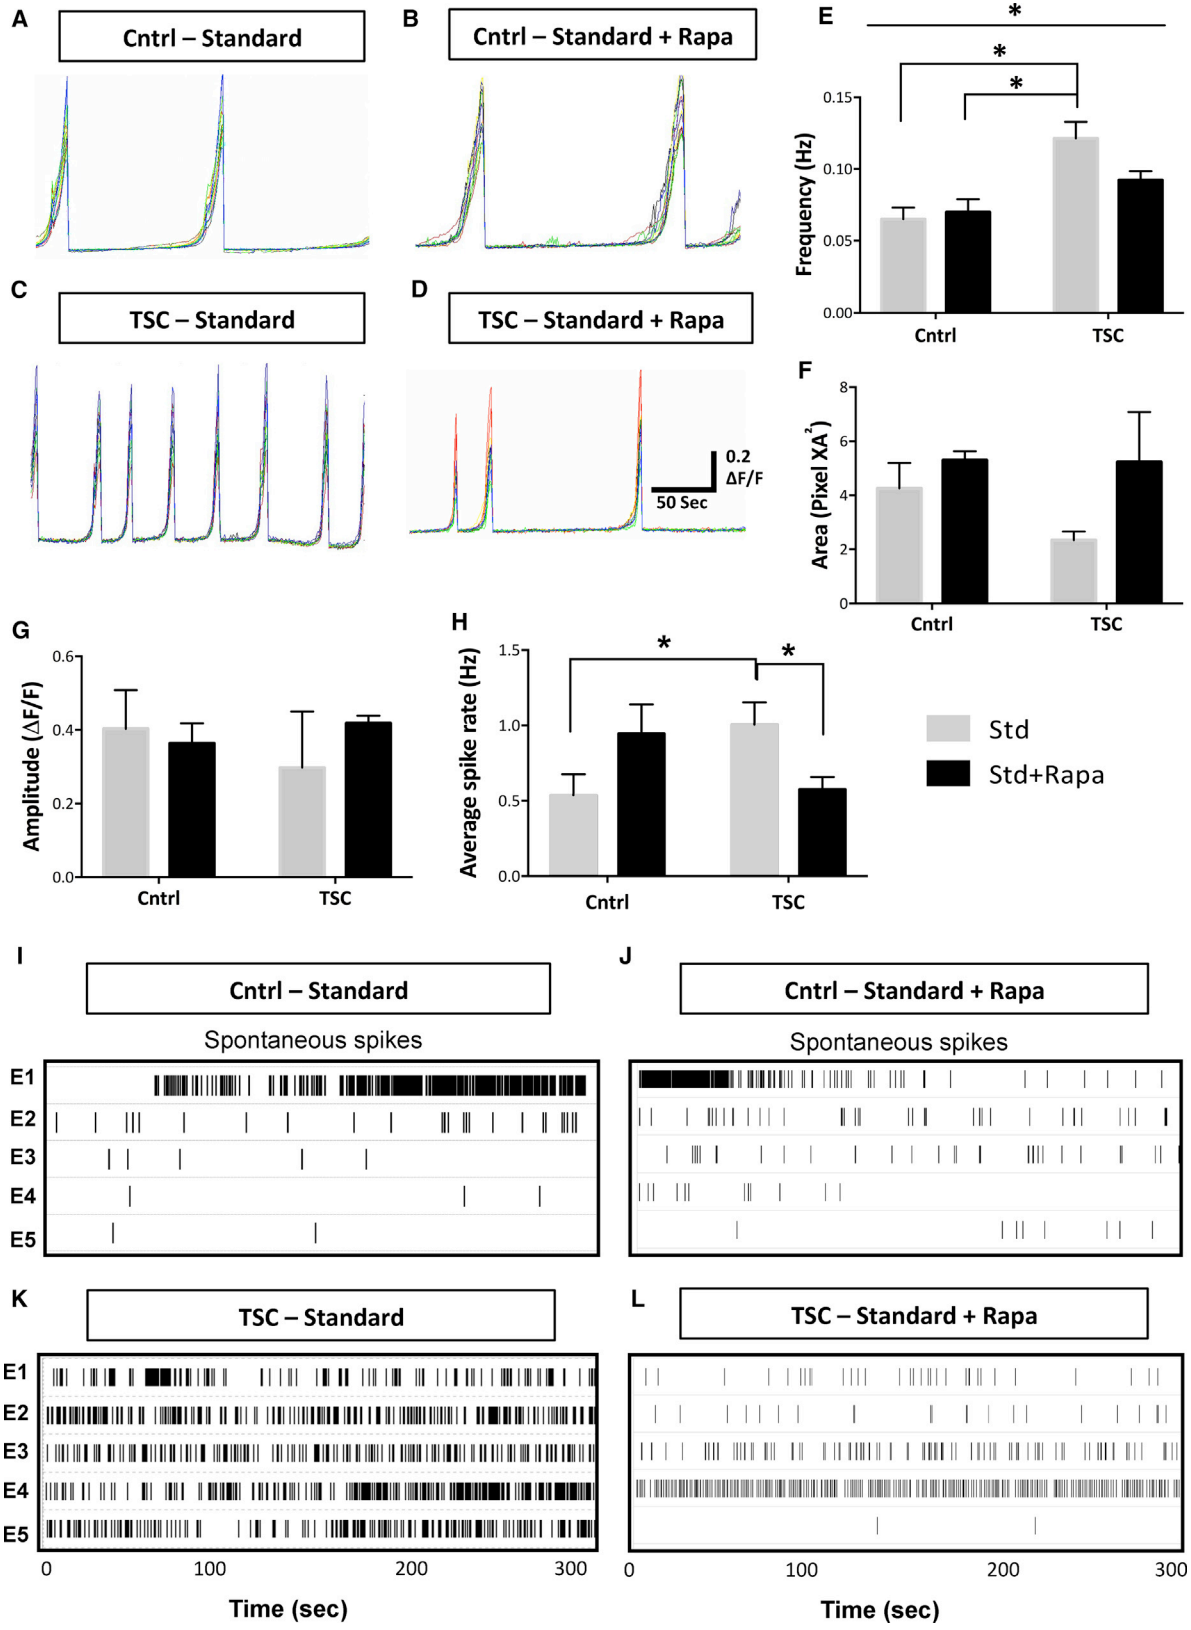 A
Cntrl – Standard
B
Cntrl – Standard + Rapa
C
TSC – Standard
D
TSC – Standard + Rapa
0.2
ΔF/F
50 Sec
E
*
*
*
Frequency (Hz)
0.15
0.10
0.05
0.00
Cntrl
TSC
F
Area (Pixel XA²)
8
6
4
2
0
Cntrl
TSC
G
Amplitude (ΔF/F)
0.6
0.4
0.2
0.0
Cntrl
TSC
H
*
*
Average spike rate (Hz)
1.5
1.0
0.5
0.0
Cntrl
TSC
Std
Std+Rapa
I
Cntrl – Standard
Spontaneous spikes
E1
E2
E3
E4
E5
J
Cntrl – Standard + Rapa
Spontaneous spikes
K
TSC – Standard
E1
E2
E3
E4
E5
0 100 200 300
Time (sec)
L
TSC – Standard + Rapa
0 100 200 300
Time (sec)